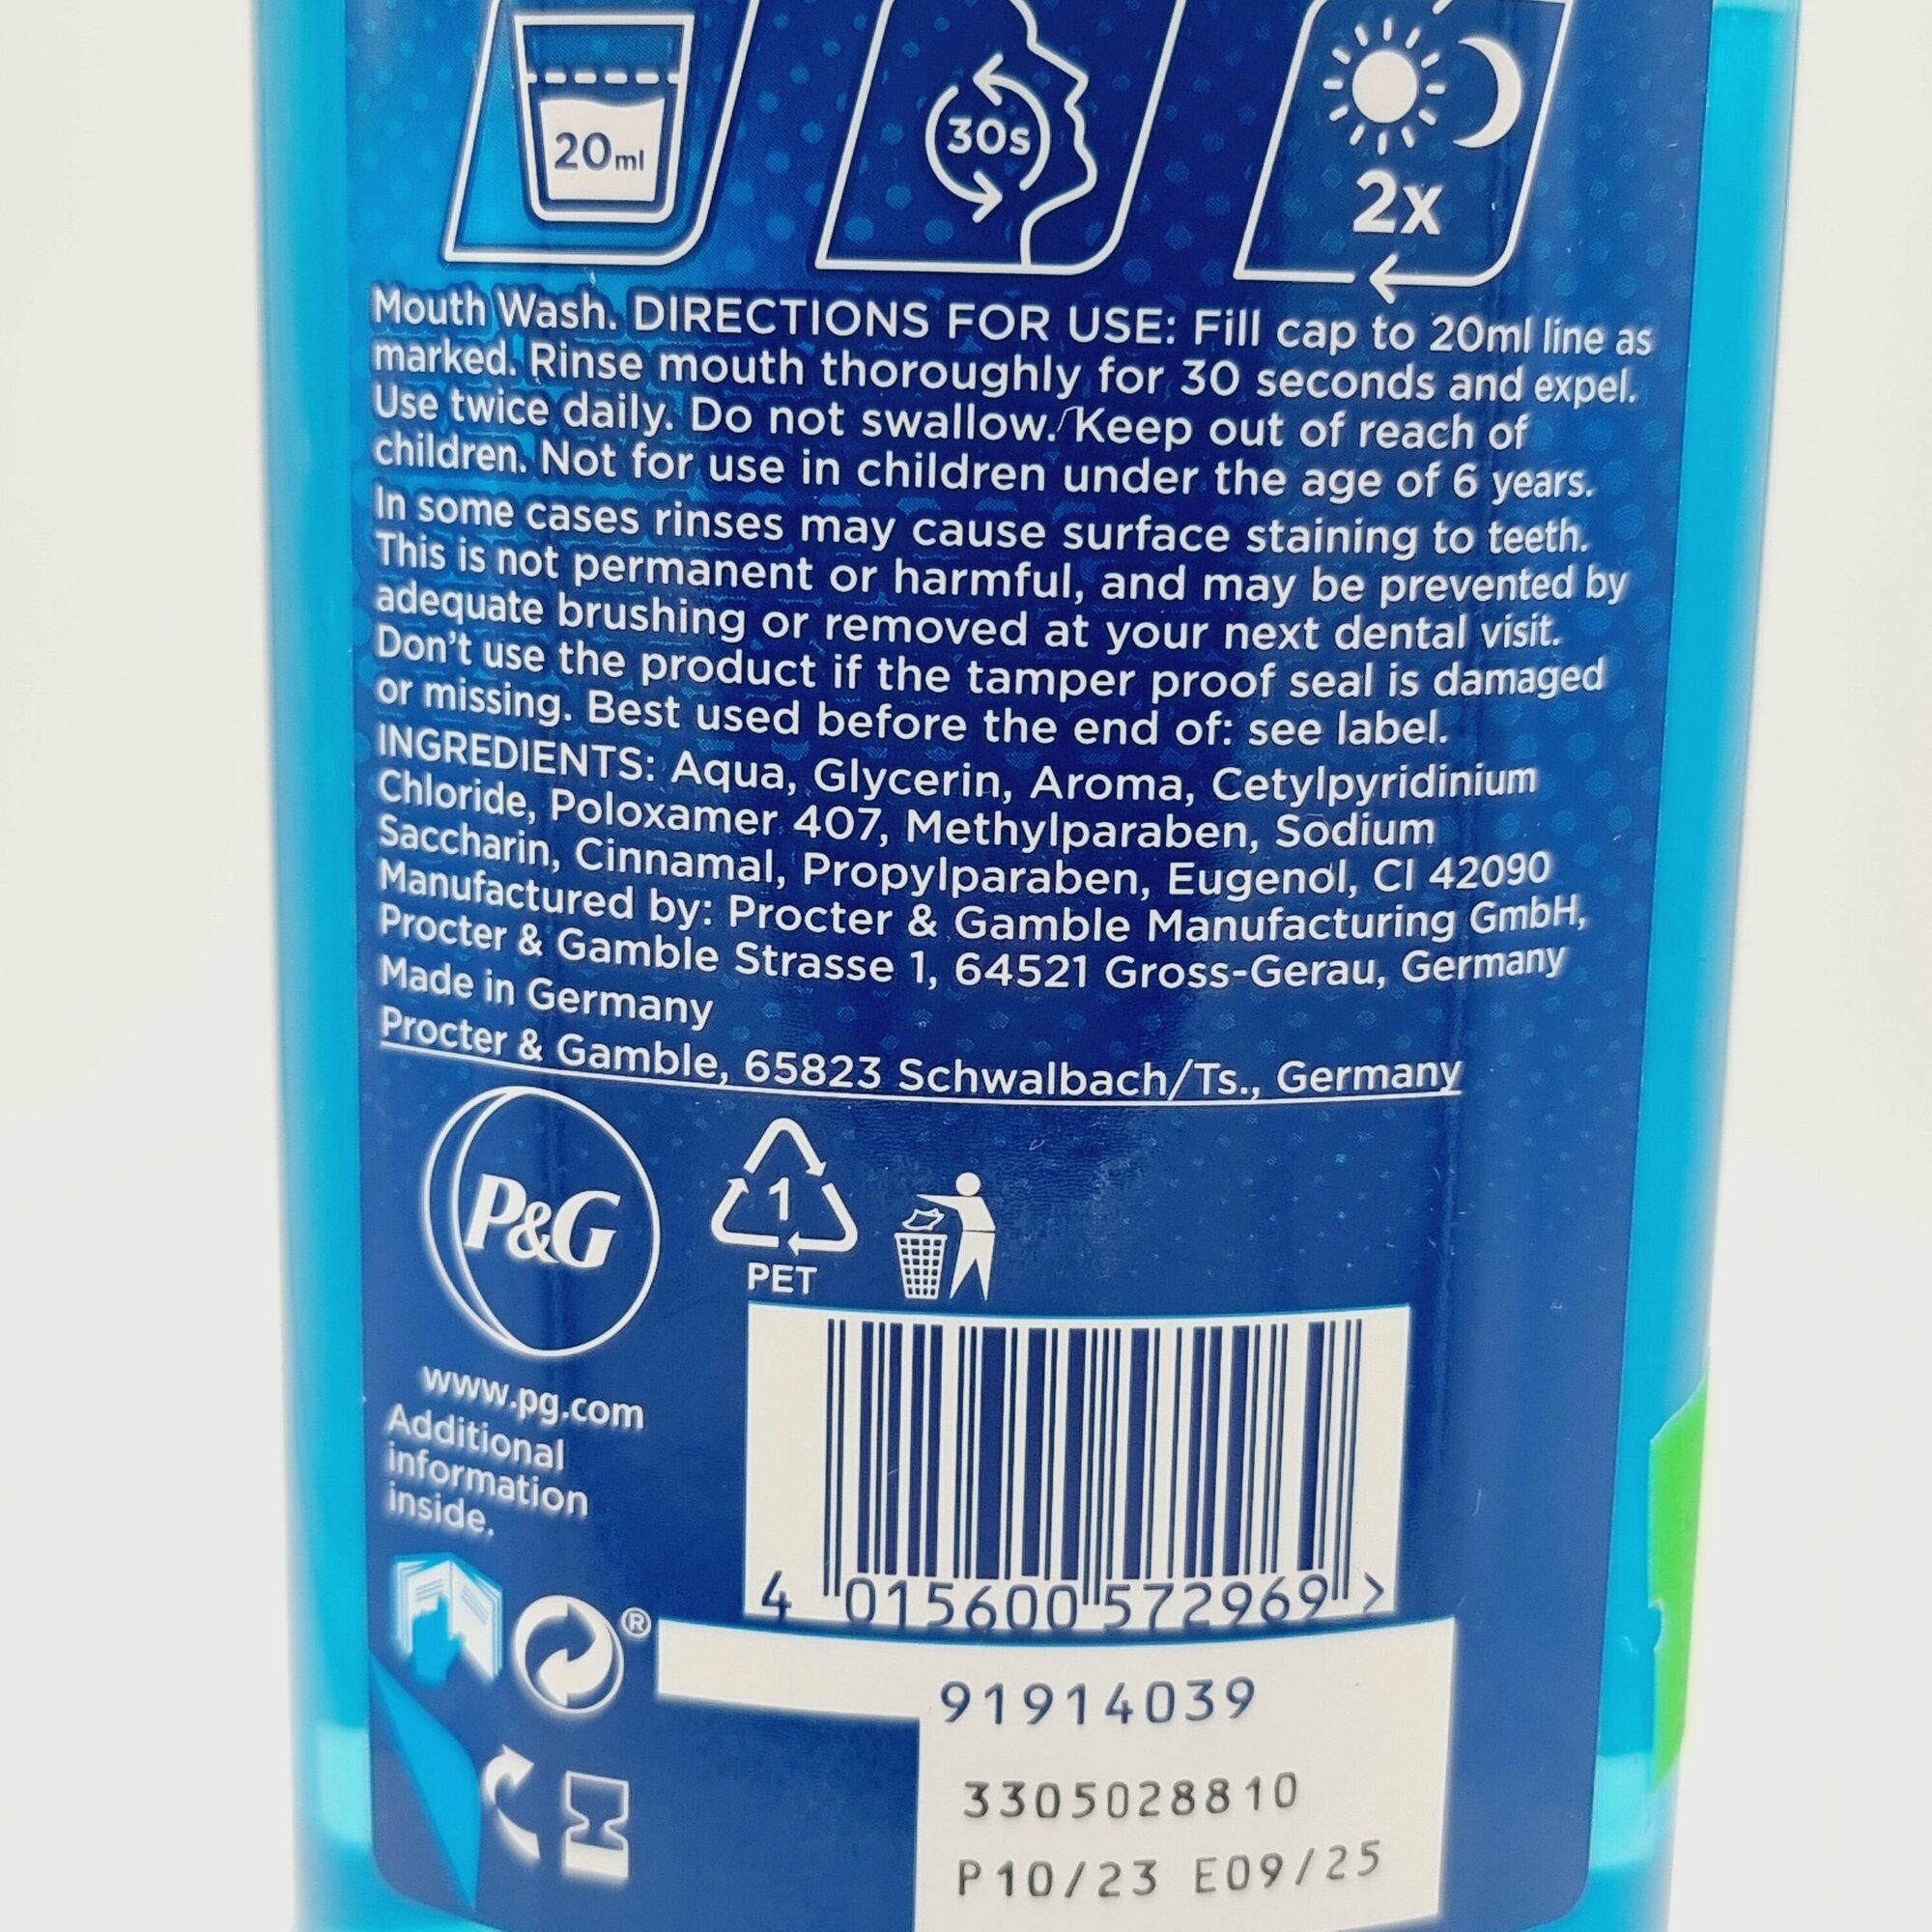 20ml
30s
2x
Mouth Wash. DIRECTIONS FOR USE: Fill cap to 20ml line as
marked. Rinse mouth thoroughly for 30 seconds and expel.
Use twice daily. Do not swallow. Keep out of reach of
children. Not for use in children under the age of 6 years.
In some cases rinses may cause surface staining to teeth.
This is not permanent or harmful, and may be prevented by
adequate brushing or removed at your next dental visit.
Don't use the product if the tamper proof seal is damaged
or missing. Best used before the end of: see label.
INGREDIENTS: Aqua, Glycerin, Aroma, Cetylpyridinium
Chloride, Poloxamer 407, Methylparaben, Sodium
Saccharin, Cinnamal, Propylparaben, Eugenol, CI 42090
Manufactured by: Procter & Gamble Manufacturing GmbH,
Procter & Gamble Strasse 1, 64521 Gross-Gerau, Germany
Made in Germany
Procter & Gamble, 65823 Schwalbach/Ts., Germany
P&G
1
PET
www.pg.com
Additional
information
inside.
4 015600 572969 >
®
91914039
3305028810
P10/23 E09/25